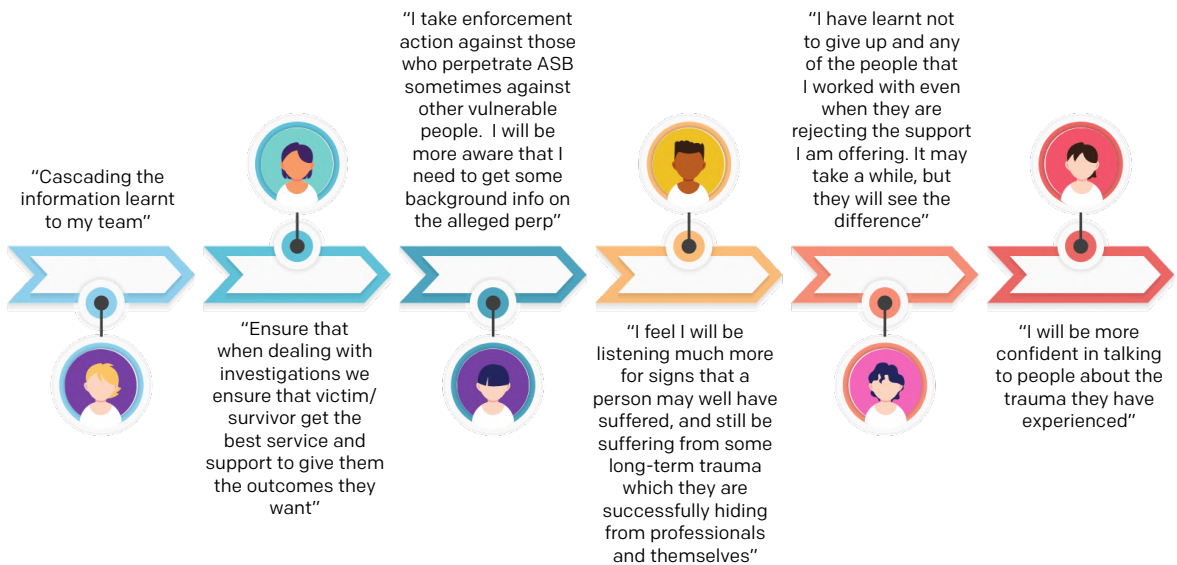 “Cascading the
information learnt
to my team”
“Ensure that
when dealing with
investigations we
ensure that victim/
survivor get the
best service and
support to give them
the outcomes they
want”
“I take enforcement
action against those
who perpetrate ASB
sometimes against
other vulnerable
people.  I will be
more aware that I
need to get some
background info on
the alleged perp”
“I feel I will be
listening much more
for signs that a
person may well have
suffered, and still be
suffering from some
long-term trauma
which they are
successfully hiding
from professionals
and themselves”
“I have learnt not
to give up and any
of the people that
I worked with even
when they are
rejecting the support
I am offering. It may
take a while, but
they will see the
difference”
“I will be more
confident in talking
to people about the
trauma they have
experienced”